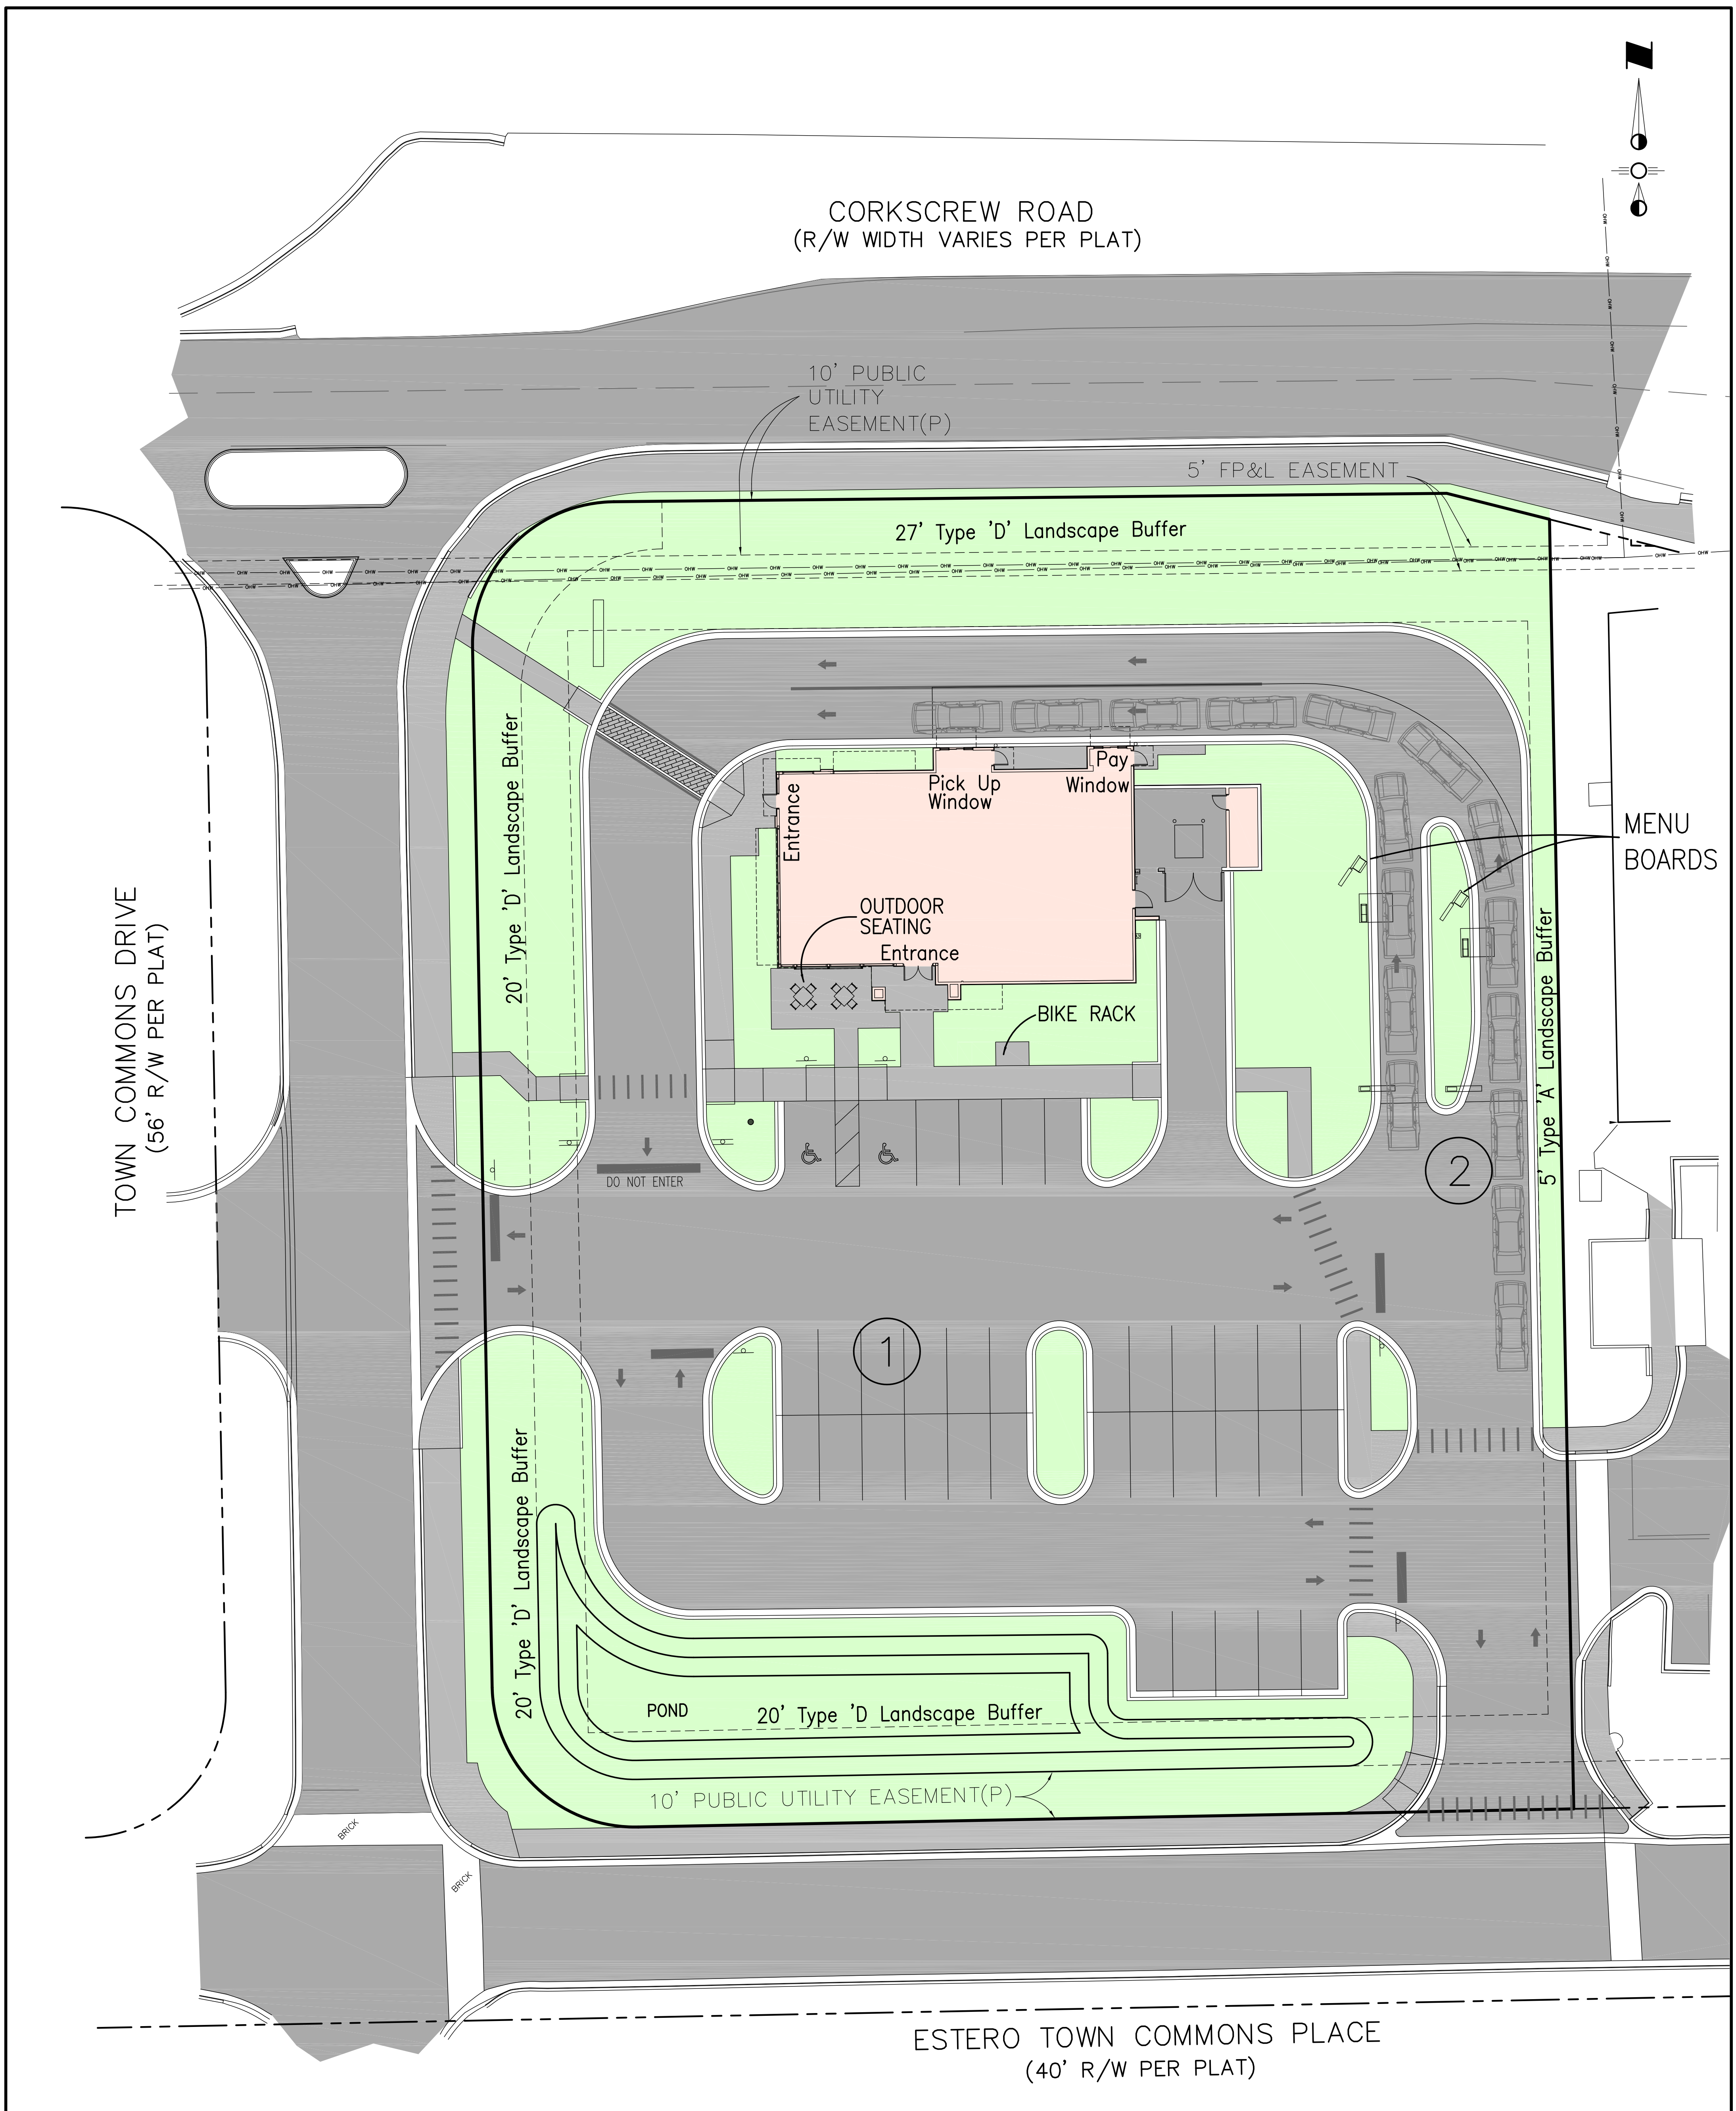 CORKSCREW ROAD
(R/W WIDTH VARIES PER PLAT)
10' PUBLIC
UTILITY
EASEMENT(P)
5' FP&L EASEMENT
27' Type 'D' Landscape Buffer
OHW
20' Type 'D' Landscape Buffer
Entrance
Pick Up
Window
Pay
Window
MENU
BOARDS
OUTDOOR
SEATING
Entrance
BIKE RACK
TOWN COMMONS DRIVE
(56' R/W PER PLAT)
5' Type 'A' Landscape Buffer
DO NOT ENTER
2
1
20' Type 'D' Landscape Buffer
POND
20' Type 'D Landscape Buffer
10' PUBLIC UTILITY EASEMENT(P)
BRICK
BRICK
ESTERO TOWN COMMONS PLACE
(40' R/W PER PLAT)